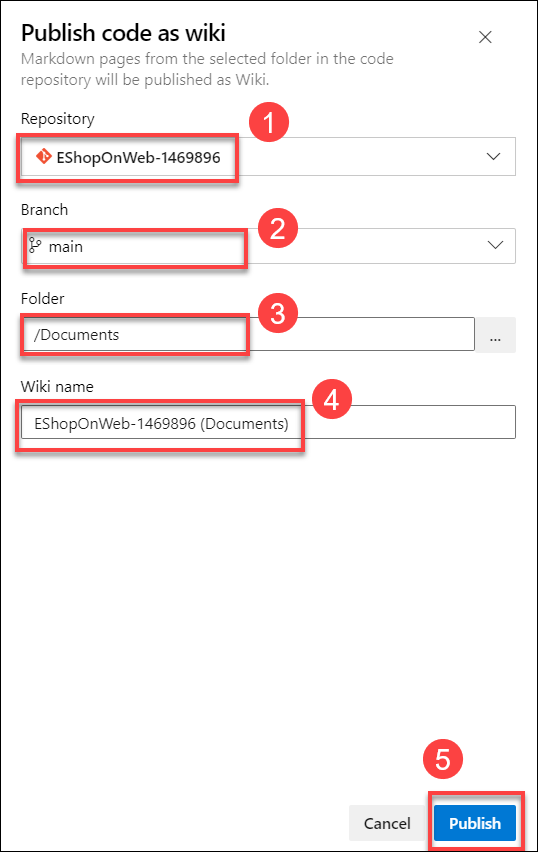 Publish code as wiki
Markdown pages from the selected folder in the code
repository will be published as Wiki.
Repository
1
EShopOnWeb-1469896
Branch
2
main
Folder
3
/Documents
...
Wiki name
4
EShopOnWeb-1469896 (Documents)
5
Cancel
Publish